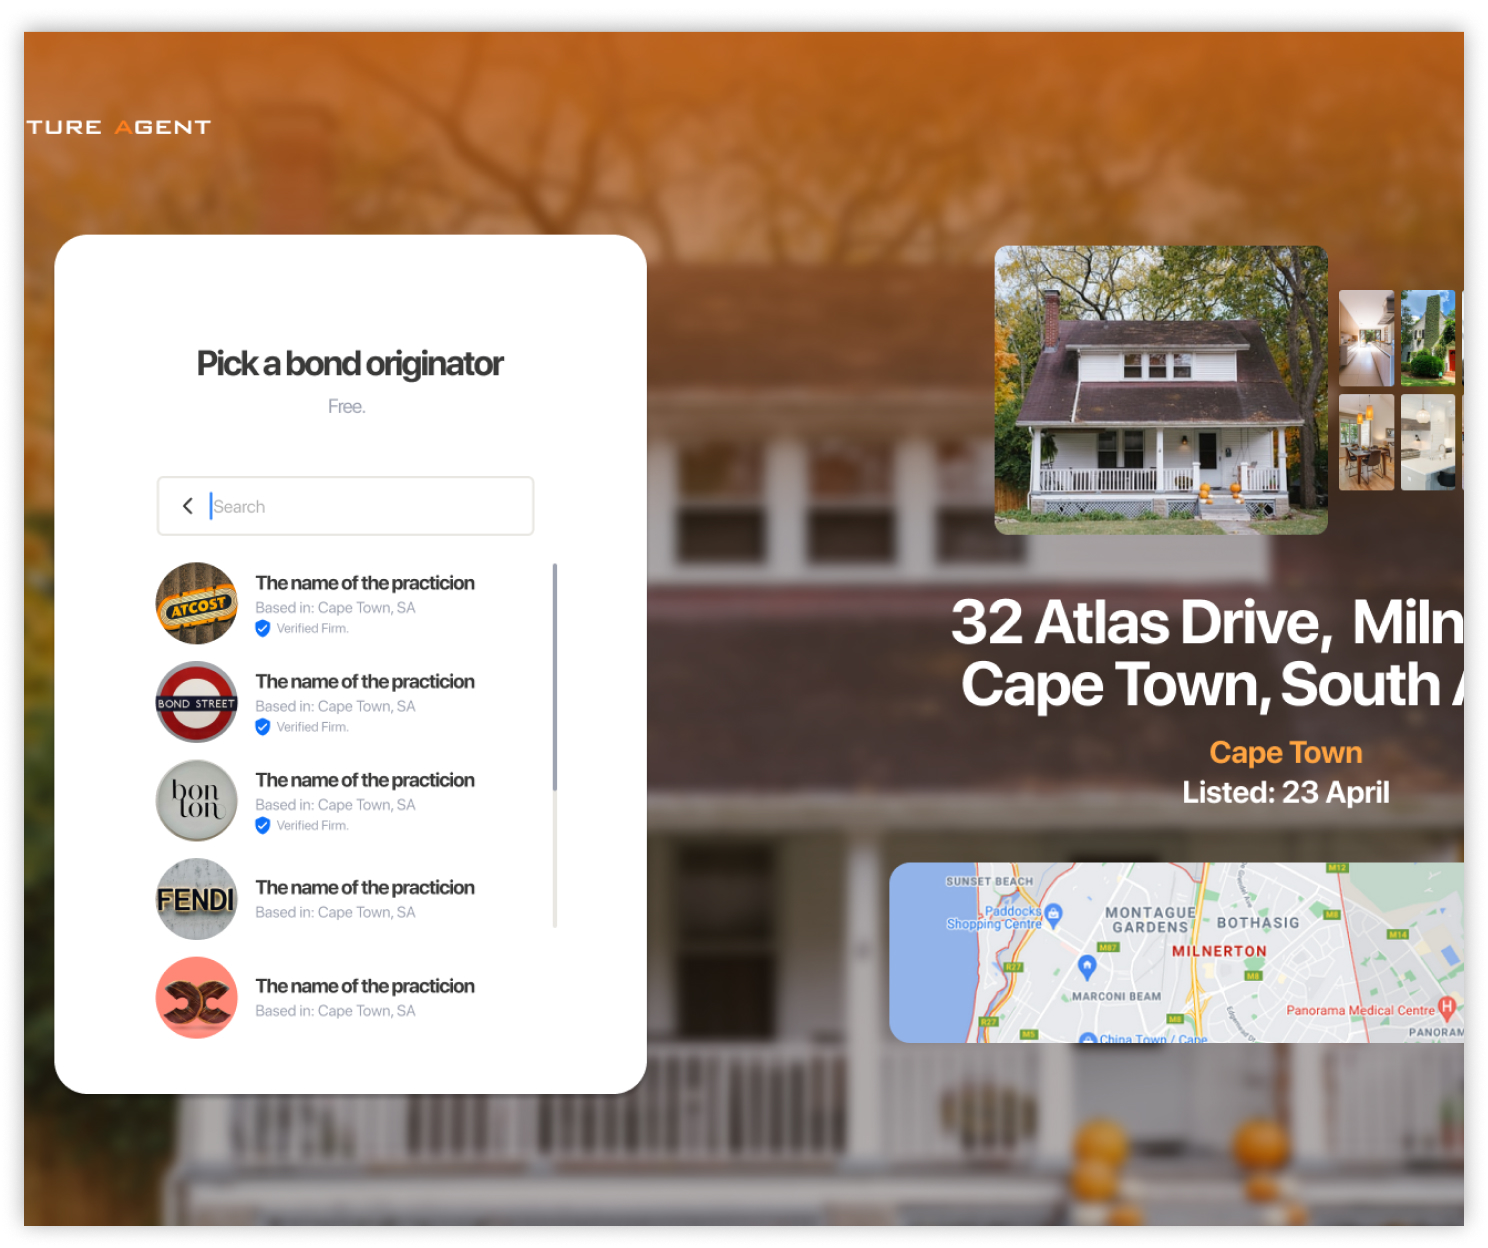 TURE AGENT
Pick a bond originator
Free.
Search
The name of the practicion
Based in: Cape Town, SA
Verified Firm.
The name of the practicion
Based in: Cape Town, SA
Verified Firm.
The name of the practicion
Based in: Cape Town, SA
Verified Firm.
The name of the practicion
Based in: Cape Town, SA
The name of the practicion
Based in: Cape Town, SA
ATCOST
BOND STREET
bon
ton
FENDI
32 Atlas Drive, Miln
Cape Town, South A
Cape Town
Listed: 23 April
SUNSET BEACH
Paddocks
Shopping Centre
MONTAGUE
GARDENS
BOTHASIG
MILNERTON
MARCONI BEAM
Panorama Medical Centre
H
PANORAM
China Town / Cape
M12
M8
M14
M87
R27
M8
R27
M5
M8